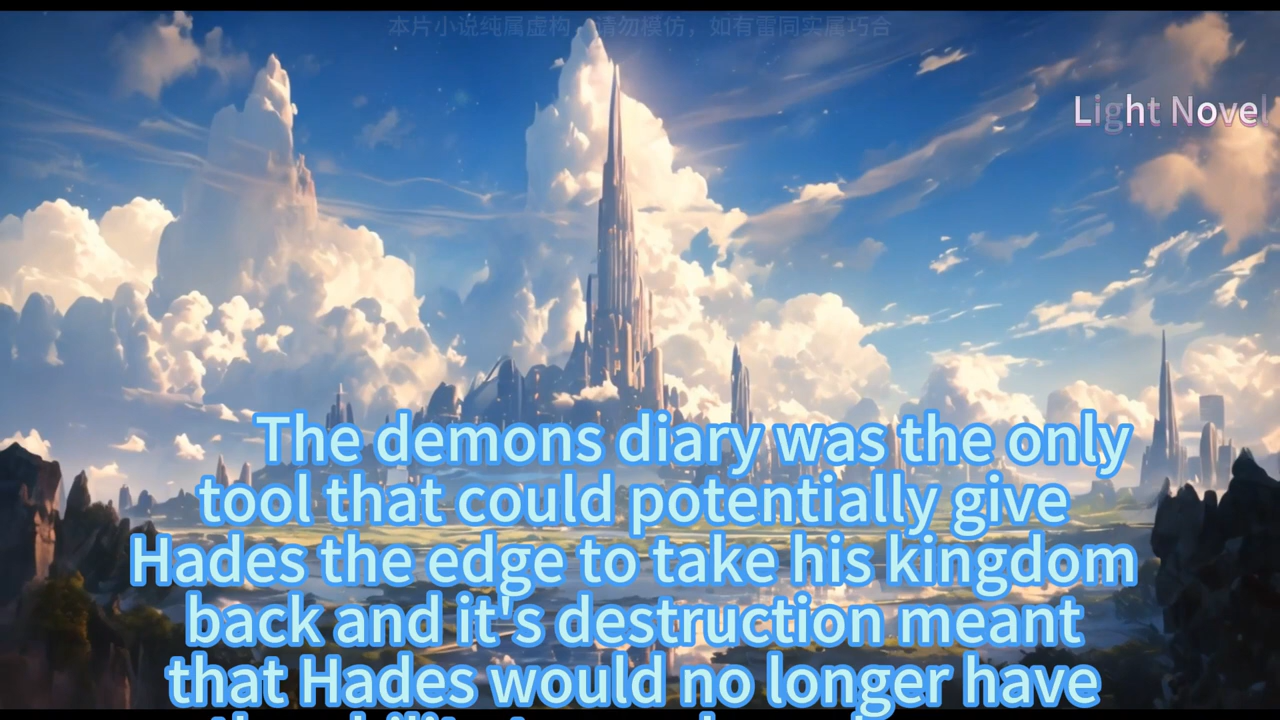 本片小说纯属虚构，请勿模仿，如有雷同实属巧合
Light Novel
The demons diary was the only
tool that could potentially give
Hades the edge to take his kingdom
back and it's destruction meant
that Hades would no longer have